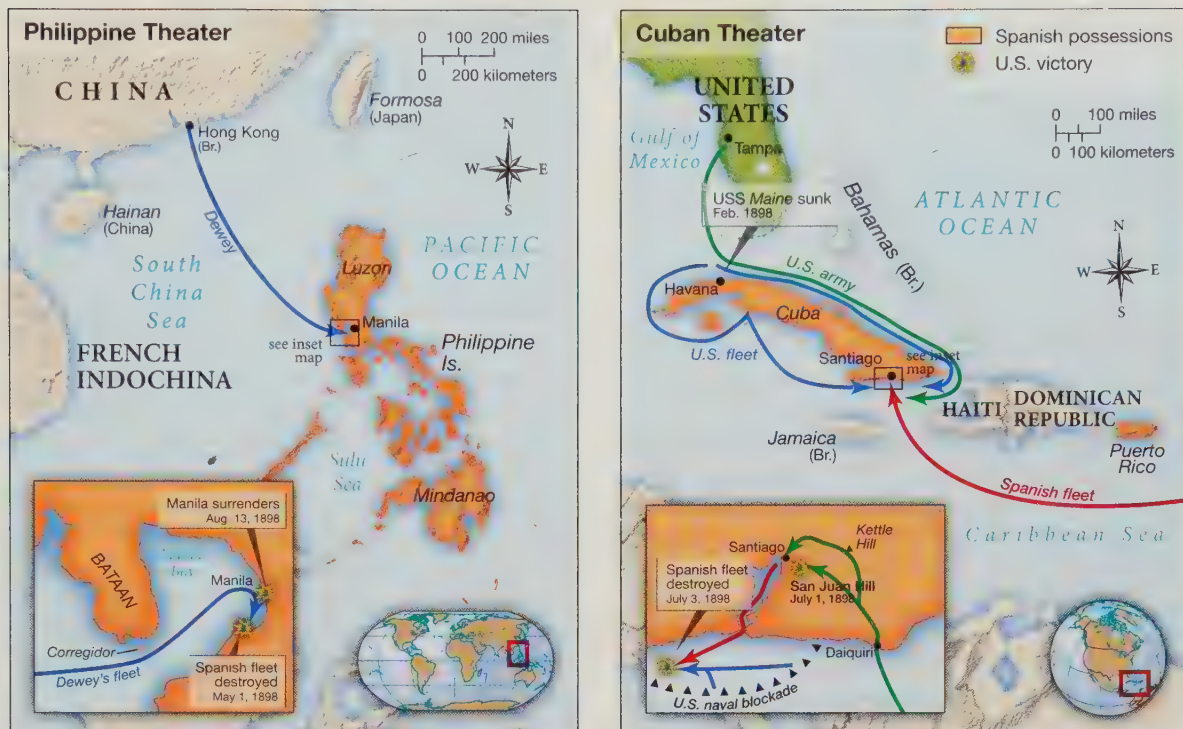 Philippine Theater
0 100 200 miles
0 200 kilometers
CHINA
Formosa
(Japan)
Hong Kong
(Br.)
N
W E
S
Hainan
(China)
Dewey
PACIFIC
OCEAN
South
China
Sea
Luzon
Manila
see inset
map
Philippine
Is.
FRENCH
INDOCHINA
Sulu
Sea
Mindanao
Manila surrenders
Aug 13, 1898
BATAAN
Manila
Corregidor
Dewey's fleet
Spanish fleet
destroyed
May 1, 1898
Cuban Theater
Spanish possessions
U.S. victory
UNITED
STATES
0 100 miles
0 100 kilometers
Gulf of
Mexico
Tampa
USS Maine sunk
Feb. 1898
Bahamas (Br.)
ATLANTIC
OCEAN
N
W E
S
U.S. army
Havana
Cuba
U.S. fleet
Santiago
see inset
map
HAITI
DOMINICAN
REPUBLIC
Jamaica
(Br.)
Puerto
Rico
Spanish fleet
Caribbean Sea
Kettle
Hill
Santiago
Spanish fleet
destroyed
July 3, 1898
San Juan Hill
July 1, 1898
Daiquiri
U.S. naval blockade